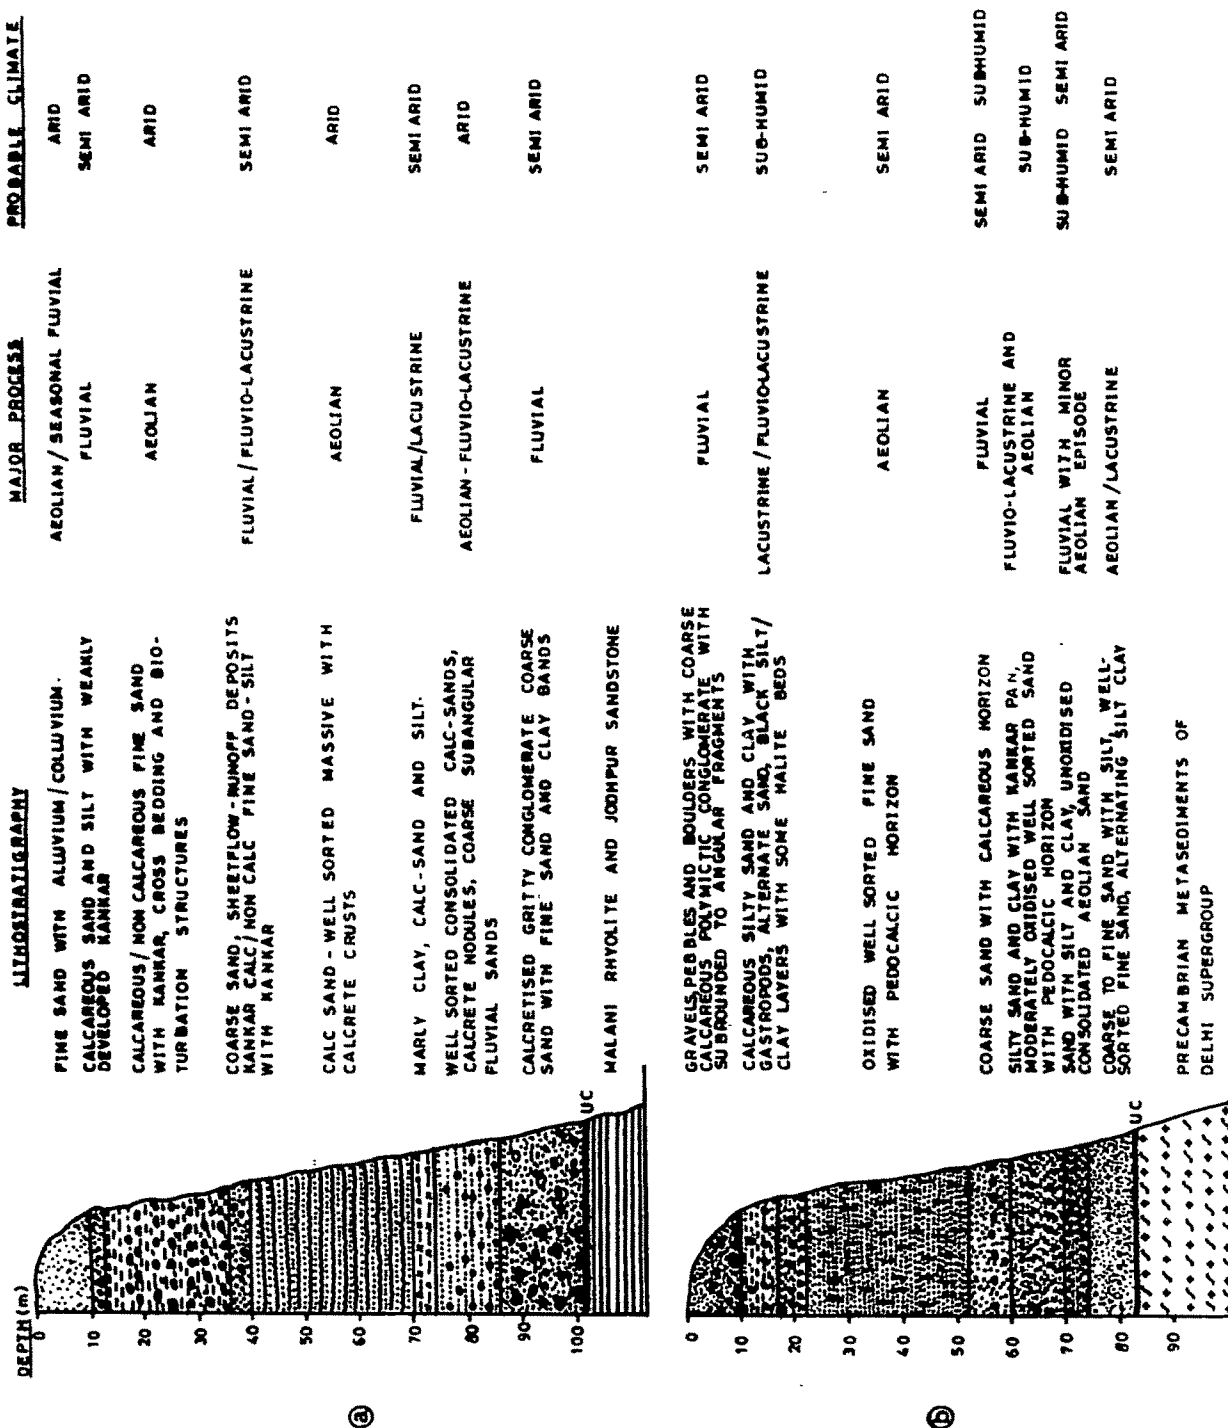 DEPTH (m)
LITHOSTRATIGRAPHY
MAJOR PROCESS
PROBABLE CLIMATE
ⓐ
0
10
20
30
40
50
60
70
80
90
100
UC
FINE SAND WITH ALLUVIUM/COLLUVIUM.
AEOLIAN/SEASONAL FLUVIAL
ARID
CALCAREOUS SAND AND SILT WITH WEAKLY
DEVELOPED KANKAR
FLUVIAL
SEMI ARID
CALCAREOUS/NON CALCAREOUS FINE SAND
WITH KANKAR, CROSS BEDDING AND BIO-
TURBATION STRUCTURES
AEOLIAN
ARID
COARSE SAND, SHEETFLOW-RUNOFF DEPOSITS
KANKAR CALC/NON CALC FINE SAND-SILT
WITH KANKAR
FLUVIAL/FLUVIO-LACUSTRINE
SEMI ARID
CALC SAND-WELL SORTED MASSIVE WITH
CALCRETE CRUSTS
AEOLIAN
ARID
MARLY CLAY, CALC-SAND AND SILT.
FLUVIAL/LACUSTRINE
SEMI ARID
WELL SORTED CONSOLIDATED CALC-SANDS,
CALCRETE NODULES, COARSE SUBANGULAR
FLUVIAL SANDS
AEOLIAN-FLUVIO-LACUSTRINE
ARID
CALCRETISED GRITTY CONGLOMERATE COARSE
SAND WITH FINE SAND AND CLAY BANDS
FLUVIAL
SEMI ARID
MALANI RHYOLITE AND JODHPUR SANDSTONE
ⓑ
0
10
20
30
40
50
60
70
80
90
UC
GRAVELS, PEBBLES AND BOULDERS WITH COARSE
CALCAREOUS POLYMICTIC CONGLOMERATE WITH
SUBROUNDED TO ANGULAR FRAGMENTS
FLUVIAL
SEMI ARID
CALCAREOUS SILTY SAND AND CLAY WITH
GASTROPODS, ALTERNATE SAND, BLACK SILT/
CLAY LAYERS WITH SOME HALITE BEDS
LACUSTRINE/FLUVIO-LACUSTRINE
SUB-HUMID
OXIDISED WELL SORTED FINE SAND
WITH PEDOCALCIC HORIZON
AEOLIAN
SEMI ARID
COARSE SAND WITH CALCAREOUS HORIZON
FLUVIAL
SEMI ARID SUBHUMID
SILTY SAND AND CLAY WITH KANKAR PAN,
MODERATELY OXIDISED WELL SORTED SAND
WITH PEDOCALCIC HORIZON
FLUVIO-LACUSTRINE AND
AEOLIAN
SUB-HUMID
SAND WITH SILT AND CLAY, UNOXIDISED
CONSOLIDATED AEOLIAN SAND
FLUVIAL WITH MINOR
AEOLIAN EPISODE
SUB-HUMID SEMI ARID
COARSE TO FINE SAND WITH SILT, WELL-
SORTED FINE SAND, ALTERNATING SILT CLAY
AEOLIAN/LACUSTRINE
SEMI ARID
PRECAMBRIAN METASEDIMENTS OF
DELHI SUPERGROUP